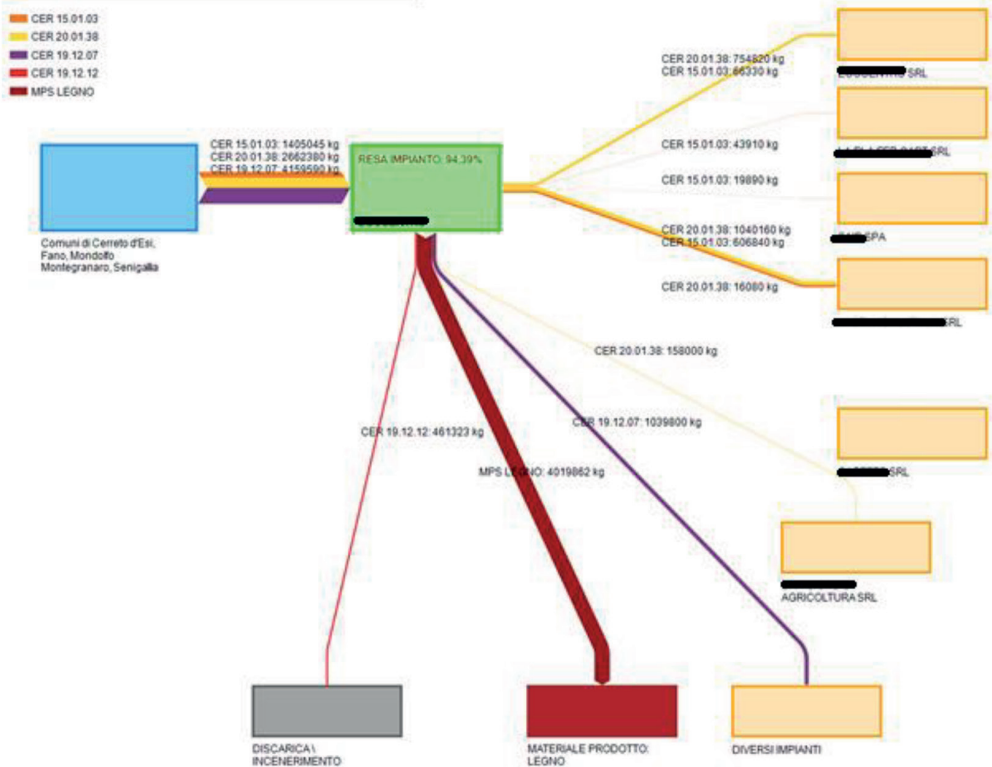 CER 15.01.03
CER 20.01.38
CER 19.12.07
CER 19.12.12
MPS LEGNO
CER 20.01.38: 754820 kg
CER 15.01.03: 66330 kg
SRL
CER 15.01.03: 1405045 kg
CER 20.01.38: 2662380 kg
CER 19.12.07: 4159590 kg
RESA IMPIANTO: 94.39%
CER 15.01.03: 43910 kg
SRL
CER 15.01.03: 19890 kg
Comuni di Cerreto d'Esi,
Fano, Mondolfo
Montegranaro, Senigallia
CER 20.01.38: 1040160 kg
CER 15.01.03: 606840 kg
SPA
CER 20.01.38: 16080 kg
SRL
CER 20.01.38: 158000 kg
CER 19.12.12: 461323 kg
CER 19.12.07: 1039800 kg
MPS LEGNO: 4019862 kg
SRL
AGRICOLTURA SRL
DISCARICA \
INCENERIMENTO
MATERIALE PRODOTTO:
LEGNO
DIVERSI IMPIANTI